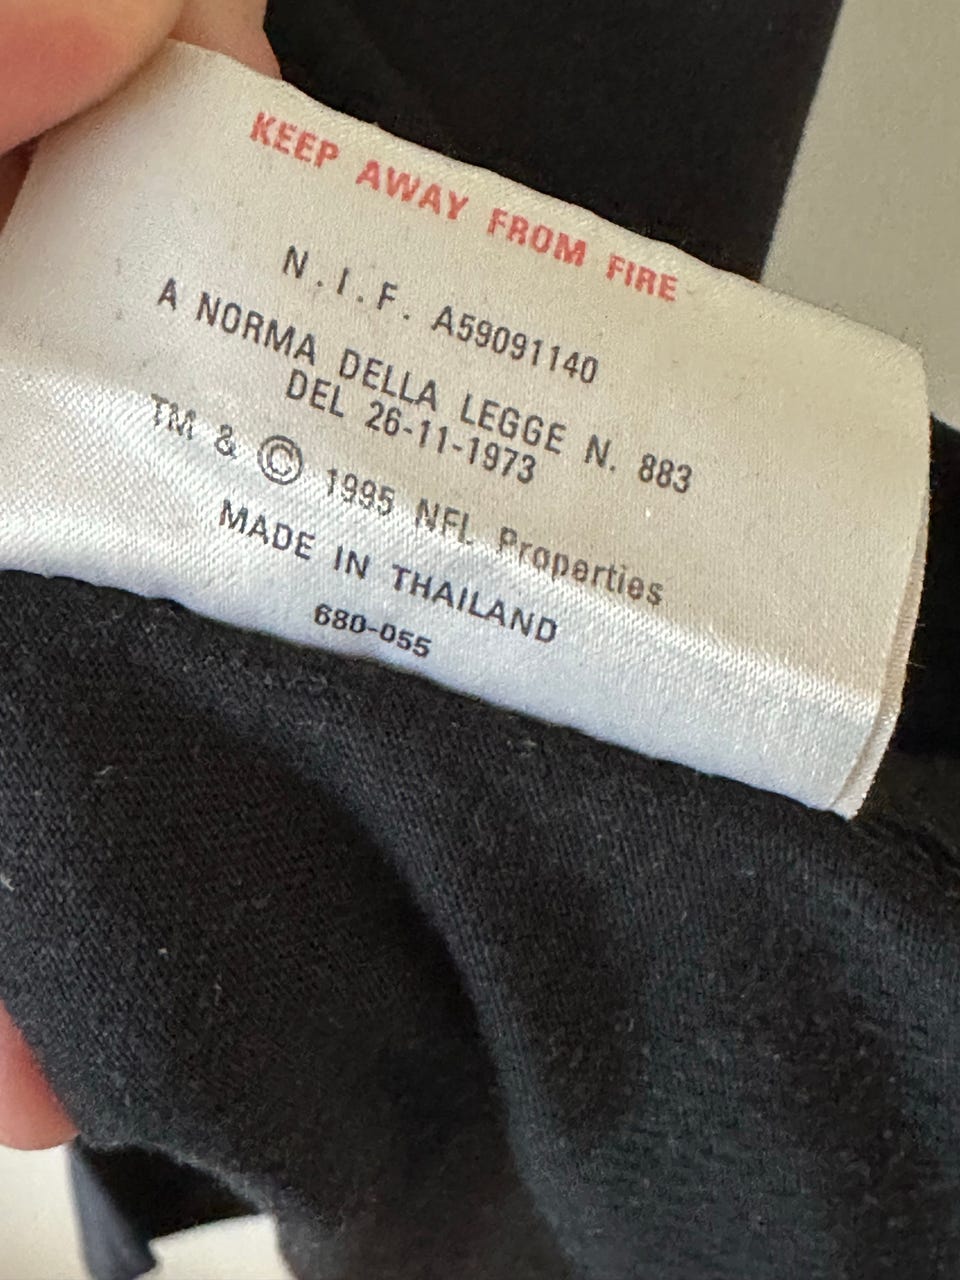 KEEP AWAY FROM FIRE
N.I.F. A59091140
A NORMA DELLA LEGGE N. 883
DEL 26-11-1973
TM & © 1995 NFL Properties
MADE IN THAILAND
680-055